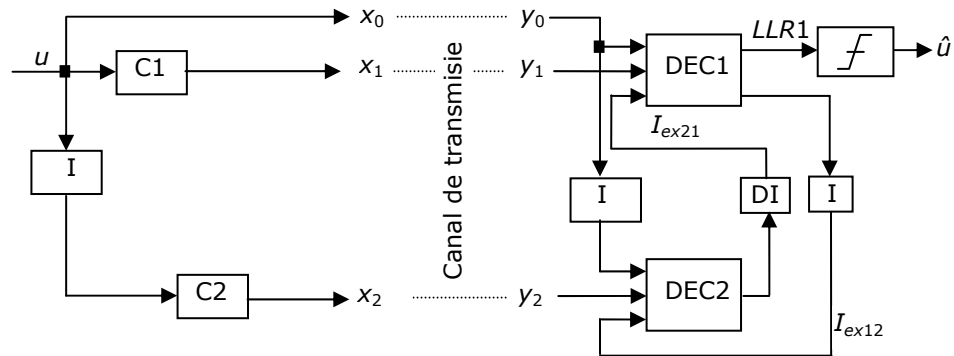 u
C1
I
C2
x0
x1
x2
Canal de transmisie
y0
y1
y2
I
DEC1
DEC2
LLR1
û
Iex21
DI
I
Iex12